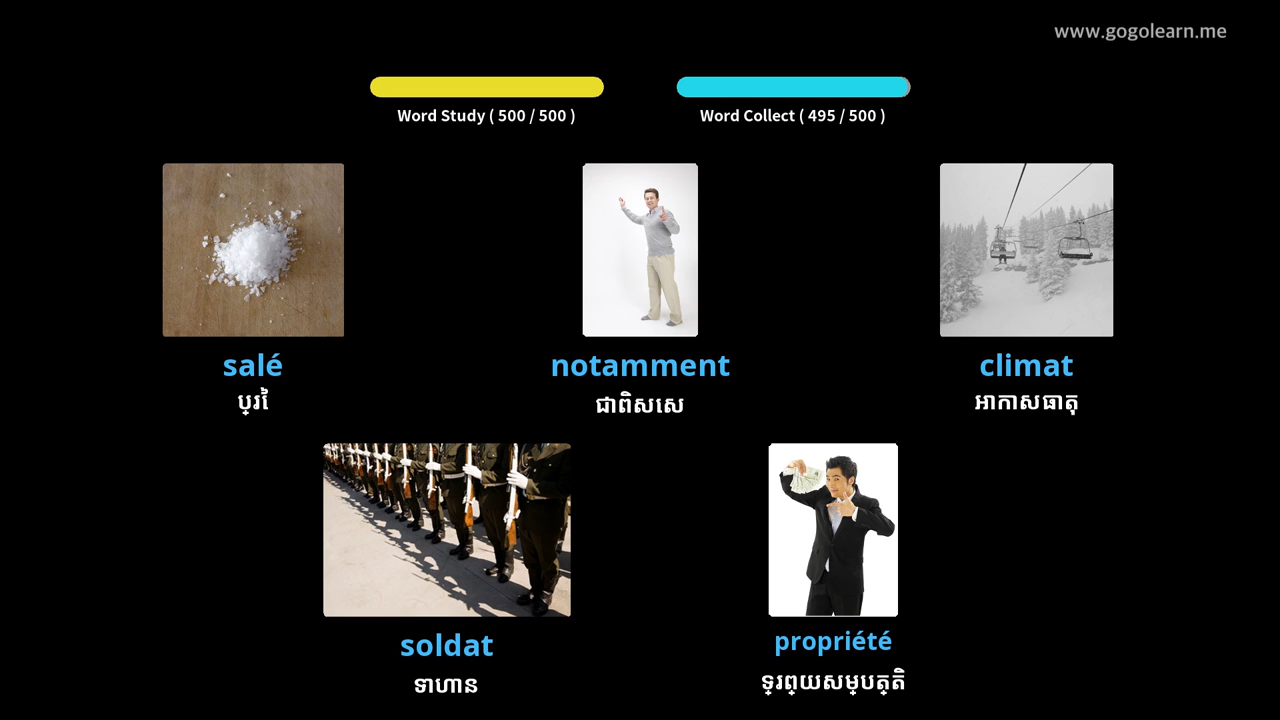 www.gogolearn.me
Word Study ( 500 / 500 )
Word Collect ( 495 / 500 )
salé
ប្រៃ
notamment
ជាពិសេស
climat
អាកាសធាតុ
soldat
ទាហាន
propriété
ទ្រព្យសម្បត្តិ